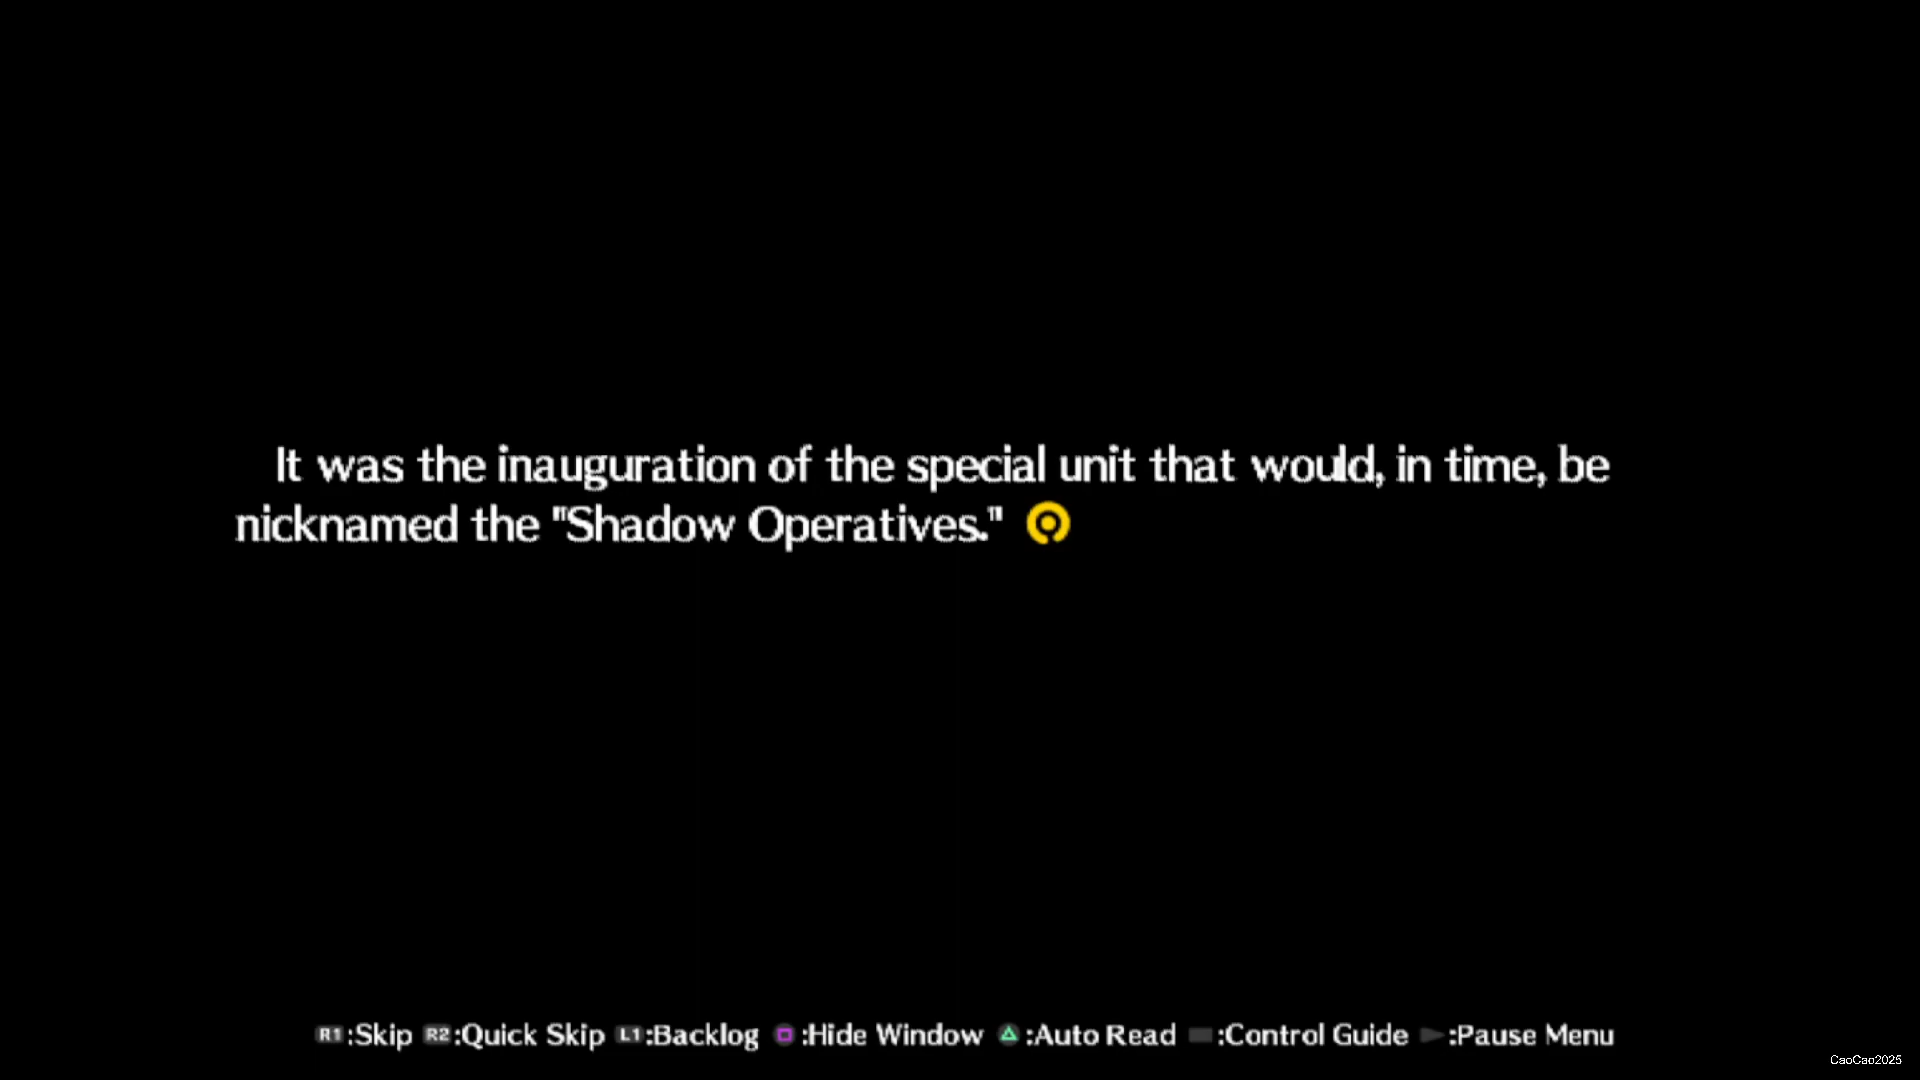 It was the inauguration of the special unit that would, in time, be
nicknamed the "Shadow Operatives."
R1:Skip R2:Quick Skip L1:Backlog :Hide Window :Auto Read :Control Guide :Pause Menu
CaoCao2025